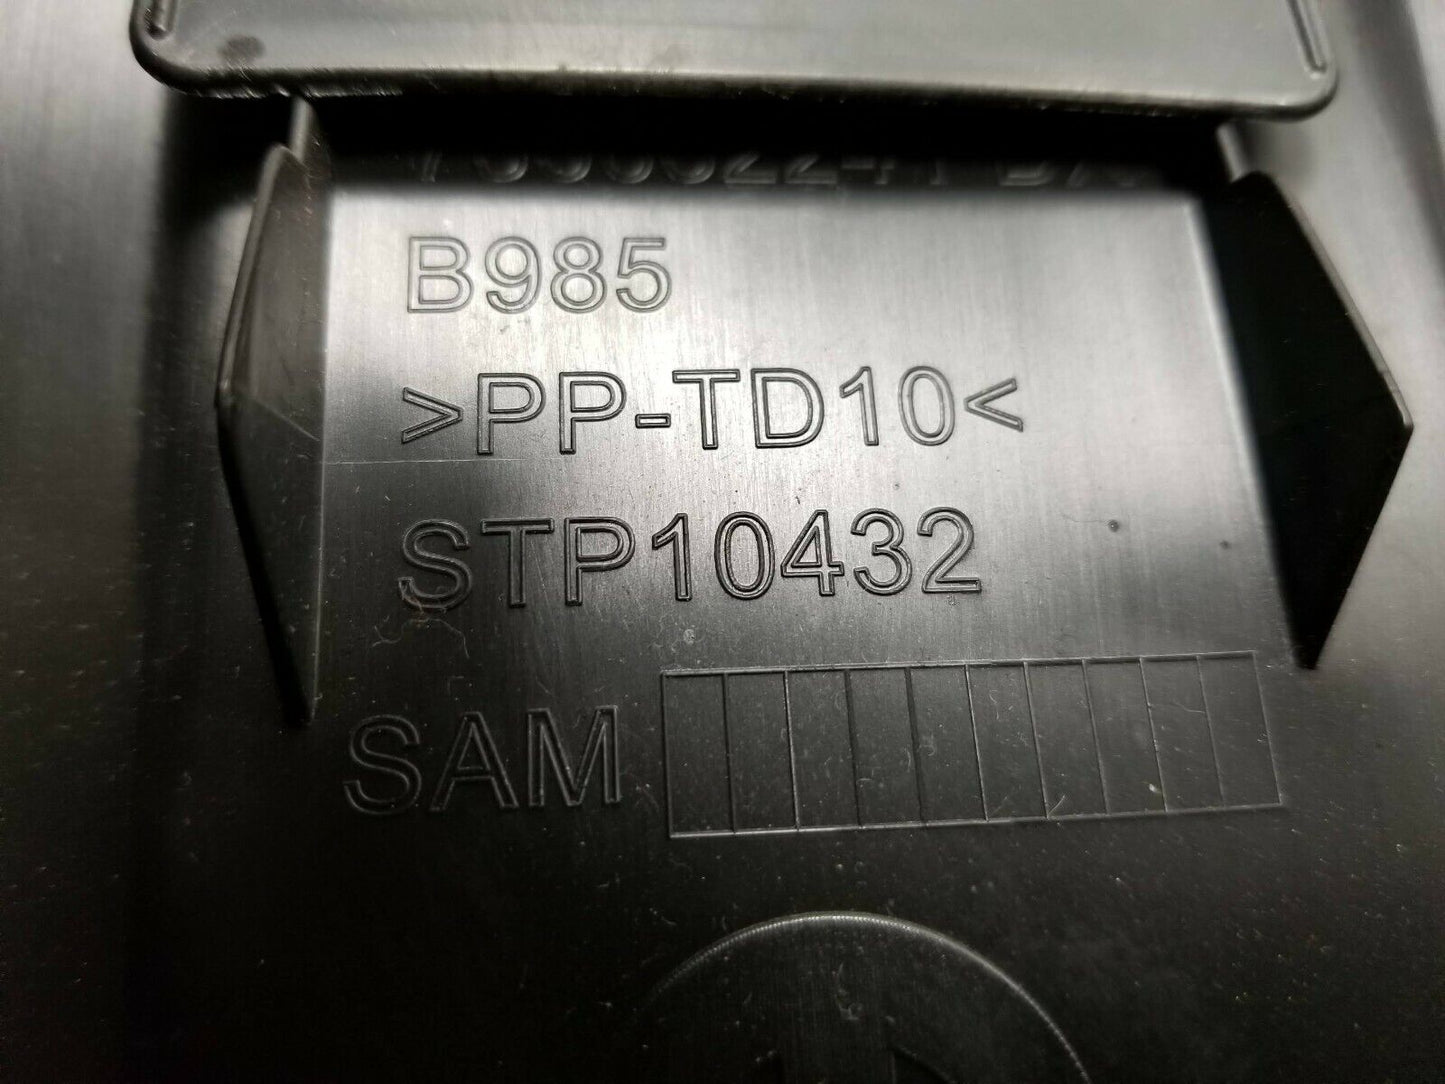 B985
>PP-TD10<
STP10432
SAM